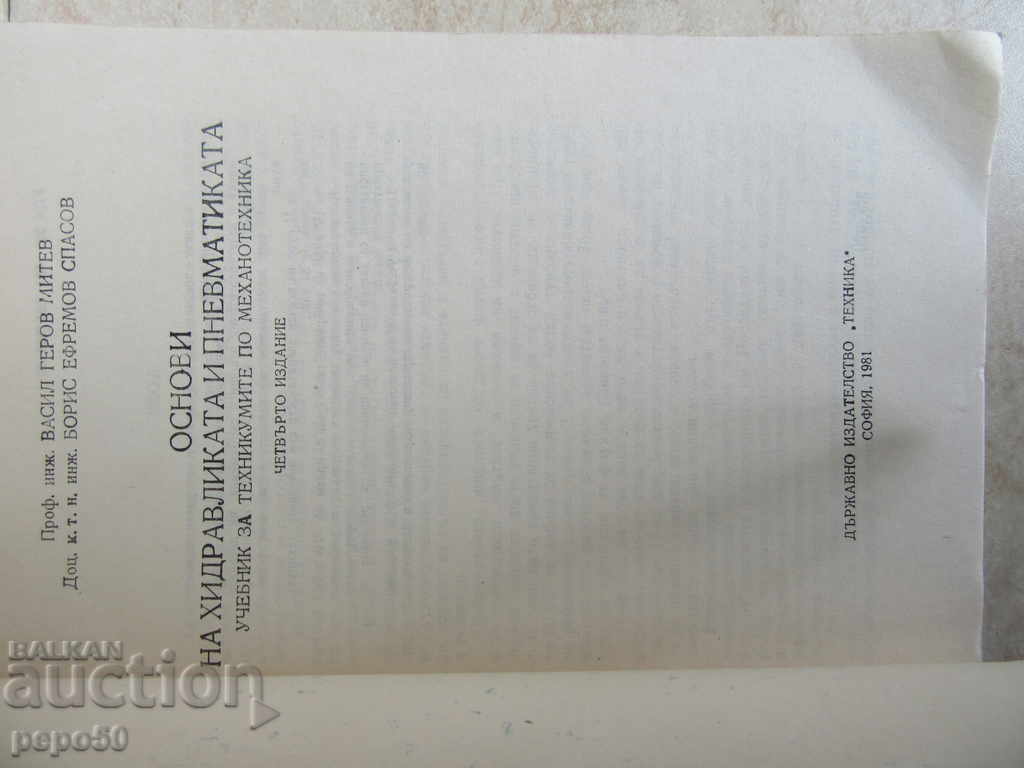 Проф. инж. ВАСИЛ ГЕРОВ МИТЕВ
Доц. к. т. н. инж. БОРИС ЕФРЕМОВ СПАСОВ
ОСНОВИ
НА ХИДРАВЛИКАТА И ПНЕВМАТИКАТА
УЧЕБНИК ЗА ТЕХНИКУМИТЕ ПО МЕХАНОТЕХНИКА
ЧЕТВЪРТО ИЗДАНИЕ
ДЪРЖАВНО ИЗДАТЕЛСТВО „ТЕХНИКА“
СОФИЯ, 1981
BALKAN
auction
pepo50